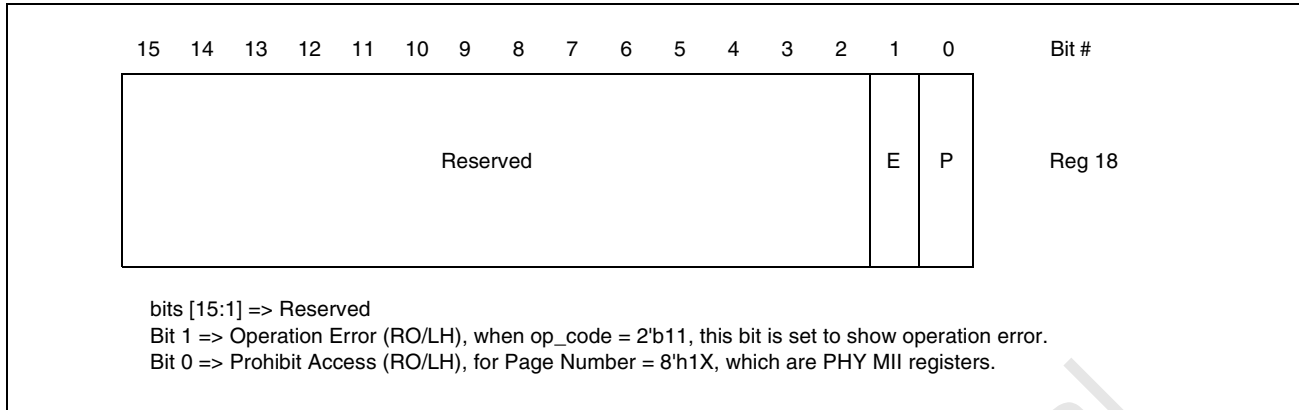 15 14 13 12 11 10 9 8 7 6 5 4 3 2 1 0 Bit #
Reserved E P Reg 18
bits [15:1] => Reserved
Bit 1 => Operation Error (RO/LH), when op_code = 2'b11, this bit is set to show operation error.
Bit 0 => Prohibit Access (RO/LH), for Page Number = 8'h1X, which are PHY MII registers.